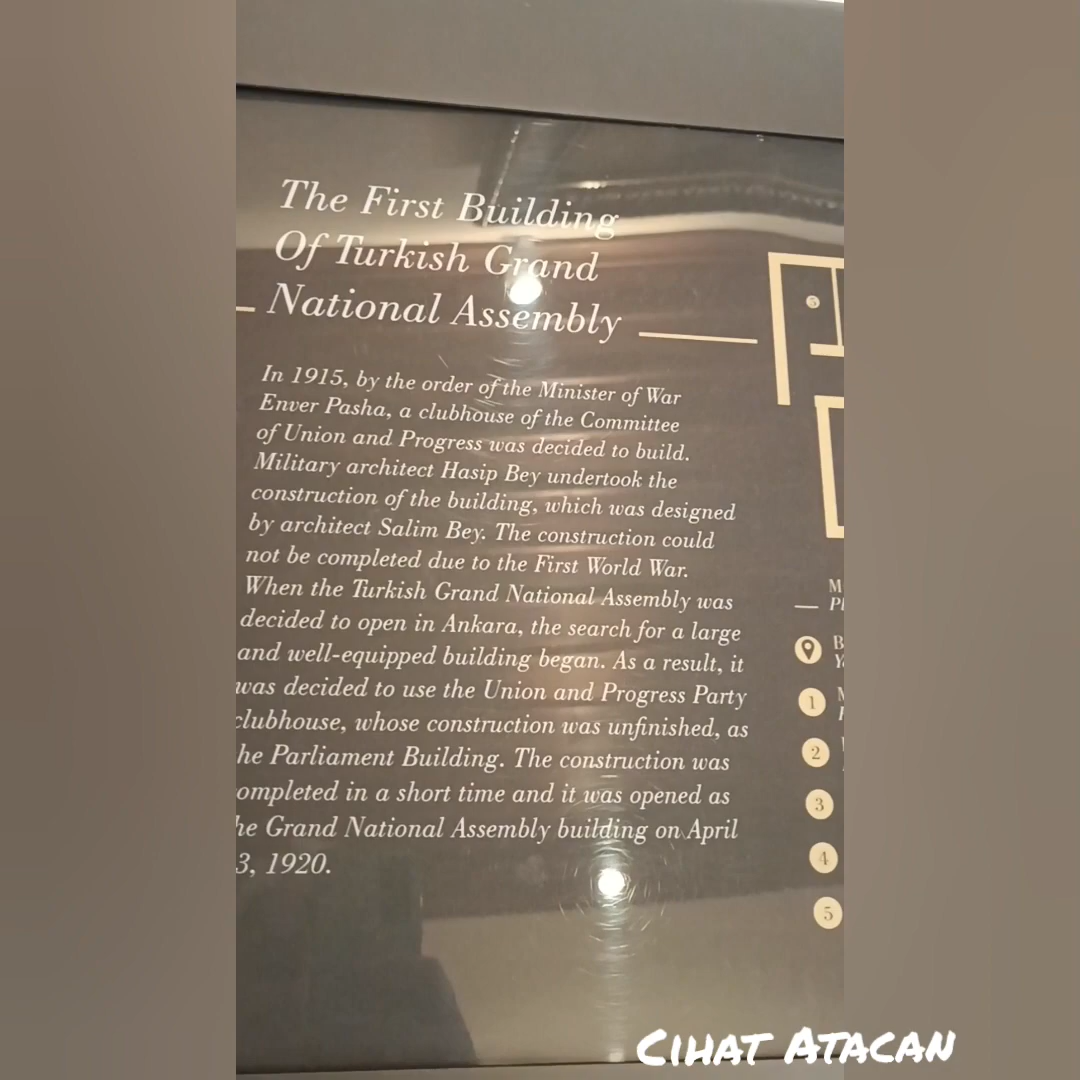 The First Building
Of Turkish Grand
National Assembly
In 1915, by the order of the Minister of War
Enver Pasha, a clubhouse of the Committee
of Union and Progress was decided to build.
Military architect Hasip Bey undertook the
construction of the building, which was designed
by architect Salim Bey. The construction could
not be completed due to the First World War.
When the Turkish Grand National Assembly was
decided to open in Ankara, the search for a large
and well-equipped building began. As a result, it
was decided to use the Union and Progress Party
clubhouse, whose construction was unfinished, as
he Parliament Building. The construction was
ompleted in a short time and it was opened as
he Grand National Assembly building on April
3, 1920.
1
2
3
4
5
CIHAT ATACAN